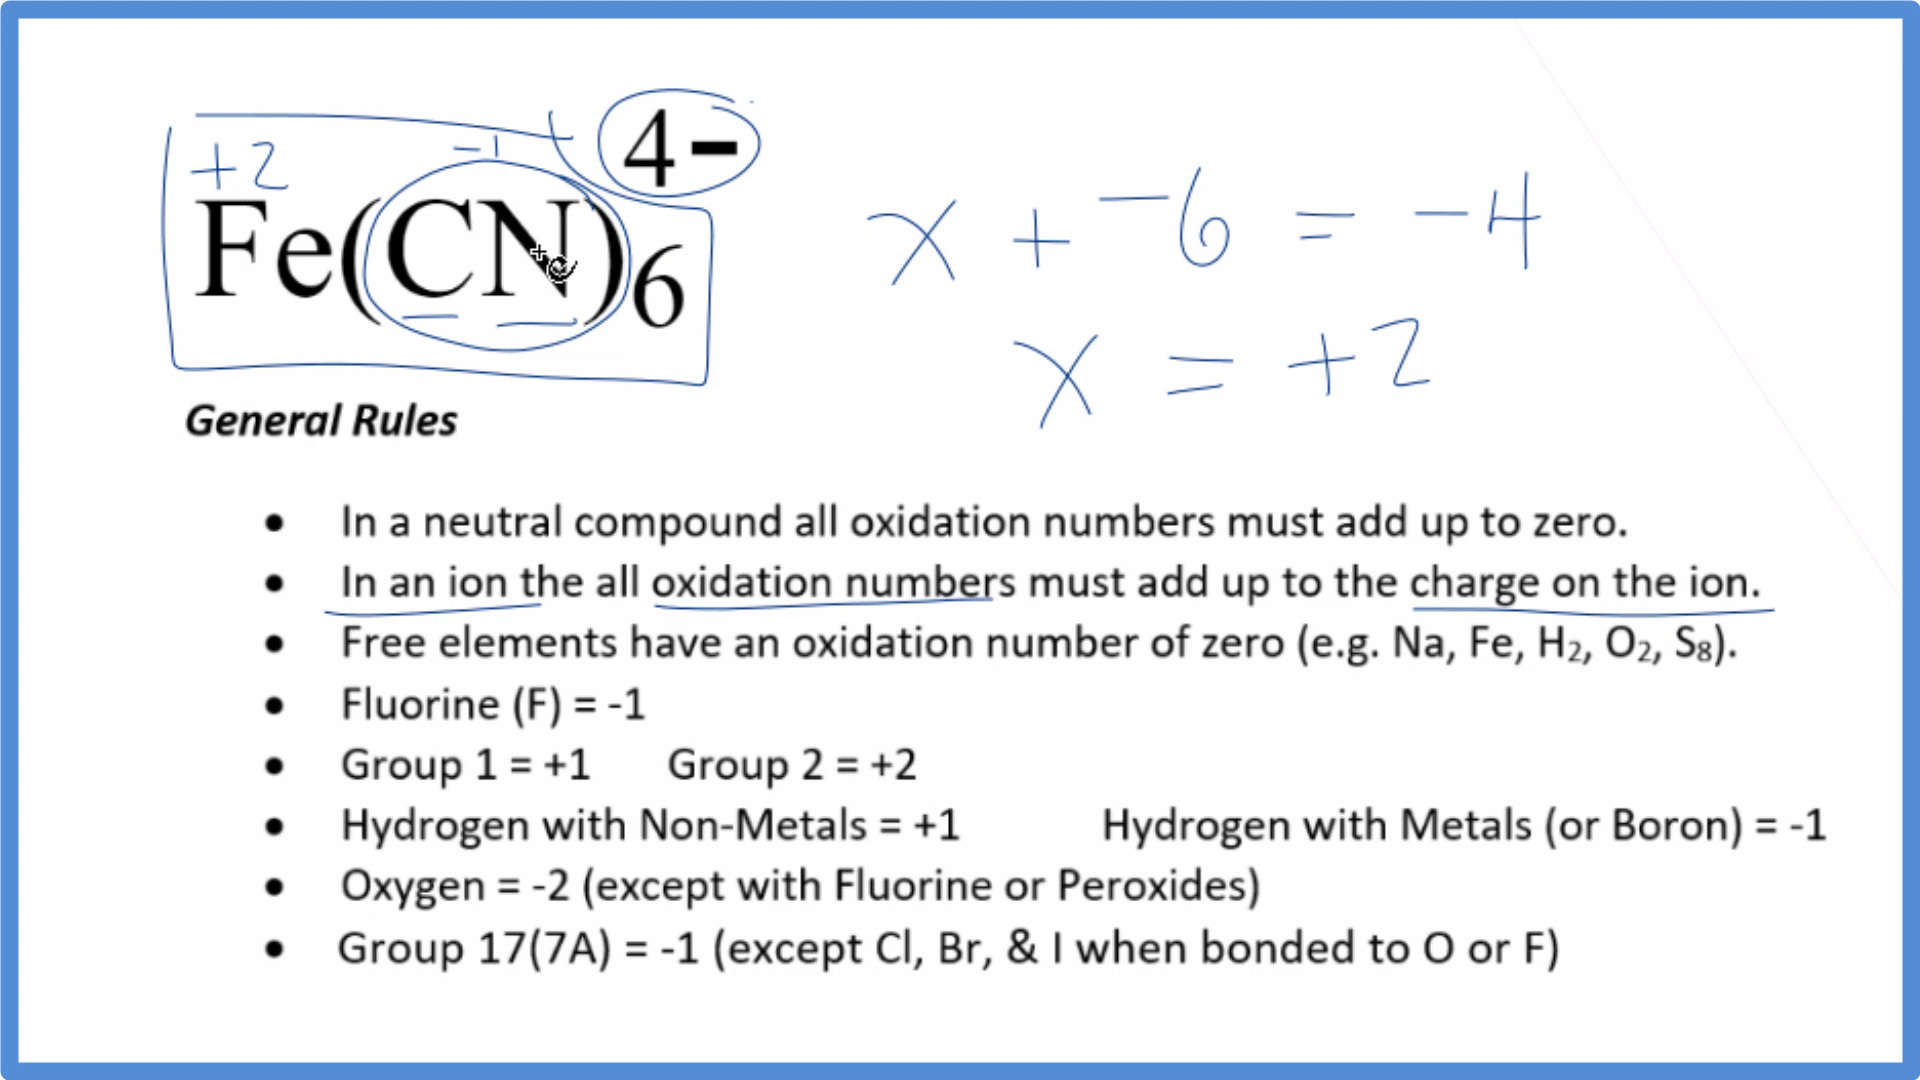 +2 -1 4-
Fe(CN)6
x + -6 = -4
x = +2
General Rules
• In a neutral compound all oxidation numbers must add up to zero.
• In an ion the all oxidation numbers must add up to the charge on the ion.
• Free elements have an oxidation number of zero (e.g. Na, Fe, H₂, O₂, S₈).
• Fluorine (F) = -1
• Group 1 = +1 Group 2 = +2
• Hydrogen with Non-Metals = +1 Hydrogen with Metals (or Boron) = -1
• Oxygen = -2 (except with Fluorine or Peroxides)
• Group 17(7A) = -1 (except Cl, Br, & I when bonded to O or F)